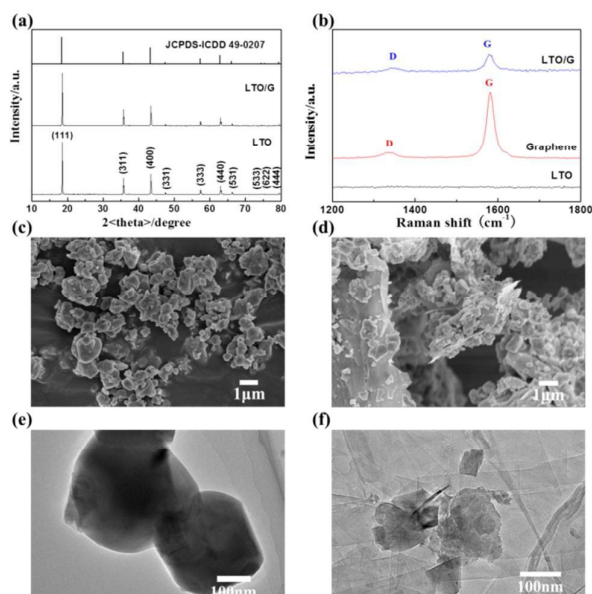 (a)
JCPDS-ICDD 49-0207
LTO/G
LTO
(111)
(311)
(400)
(331)
(333)
(440)
(531)
(533)
(622)
(444)
10 20 30 40 50 60 70 80
2<theta>/degree
Intensity/a.u.
(b)
D
G
LTO/G
G
D
Graphene
LTO
1200 1400 1600 1800
Raman shift (cm-1)
Intensity/a.u.
(c)
1μm
(d)
1μm
(e)
100nm
(f)
100nm